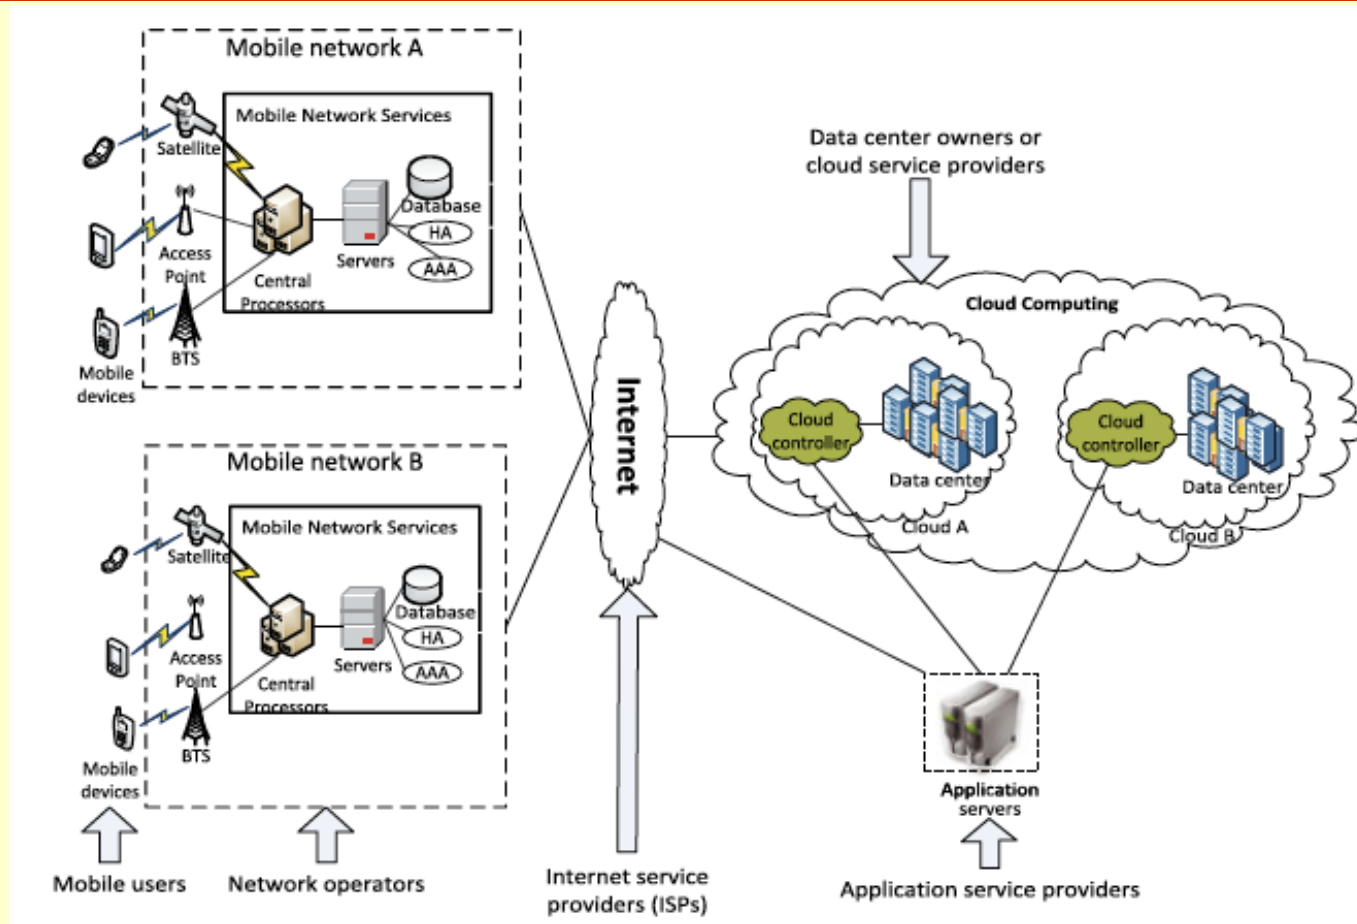 Mobile network A
Mobile Network Services
Satellite
Database
HA
AAA
Access
Point
Servers
Central
Processors
BTS
Mobile
devices
Mobile network B
Mobile Network Services
Satellite
Database
HA
AAA
Access
Point
Servers
Central
Processors
BTS
Mobile
devices
Mobile users
Network operators
Internet
Internet service
providers (ISPs)
Data center owners or
cloud service providers
Cloud Computing
Cloud
controller
Data center
Cloud A
Cloud
controller
Data center
Cloud B
Application
servers
Application service providers